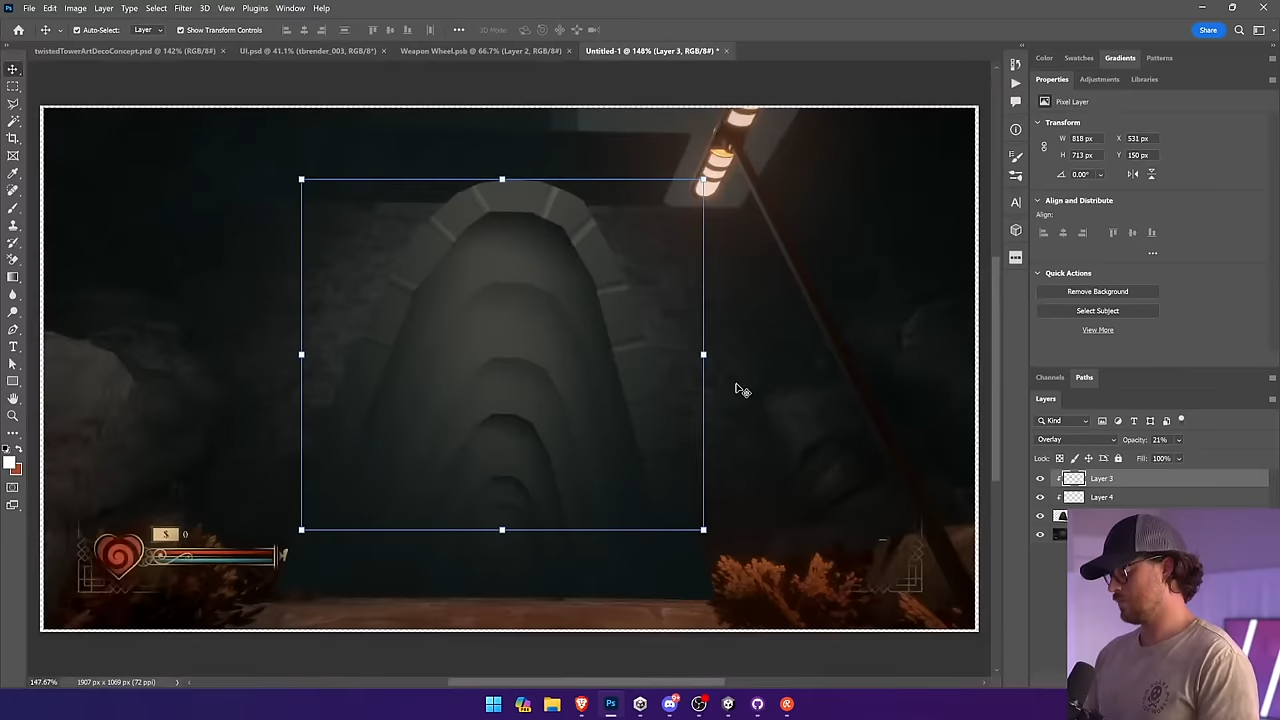 Ps File Edit Image Layer Type Select Filter 3D View Plugins Window Help
Auto-Select: Layer Show Transform Controls 3D Mode: Share
twistedTowerArtDecoConcept.psd @ 142% (RGB/8#) × UI.psd @ 41.1% (tbrender_003, RGB/8*) × Weapon Wheel.psb @ 66.7% (Layer 2, RGB/8#) × Untitled-1 @ 148% (Layer 3, RGB/8#) * ×
Color Swatches Gradients Patterns
Properties Adjustments Libraries
Pixel Layer
Transform
W 818 px X 531 px
H 713 px Y 150 px
0.00°
Align and Distribute
Align:
Quick Actions
Remove Background
Select Subject
View More
Channels Paths
Layers
Kind
Overlay Opacity: 21%
Lock: Fill: 100%
Layer 3
Layer 4
$ 0
147.67% 1907 px x 1069 px (72 ppi)
Ps